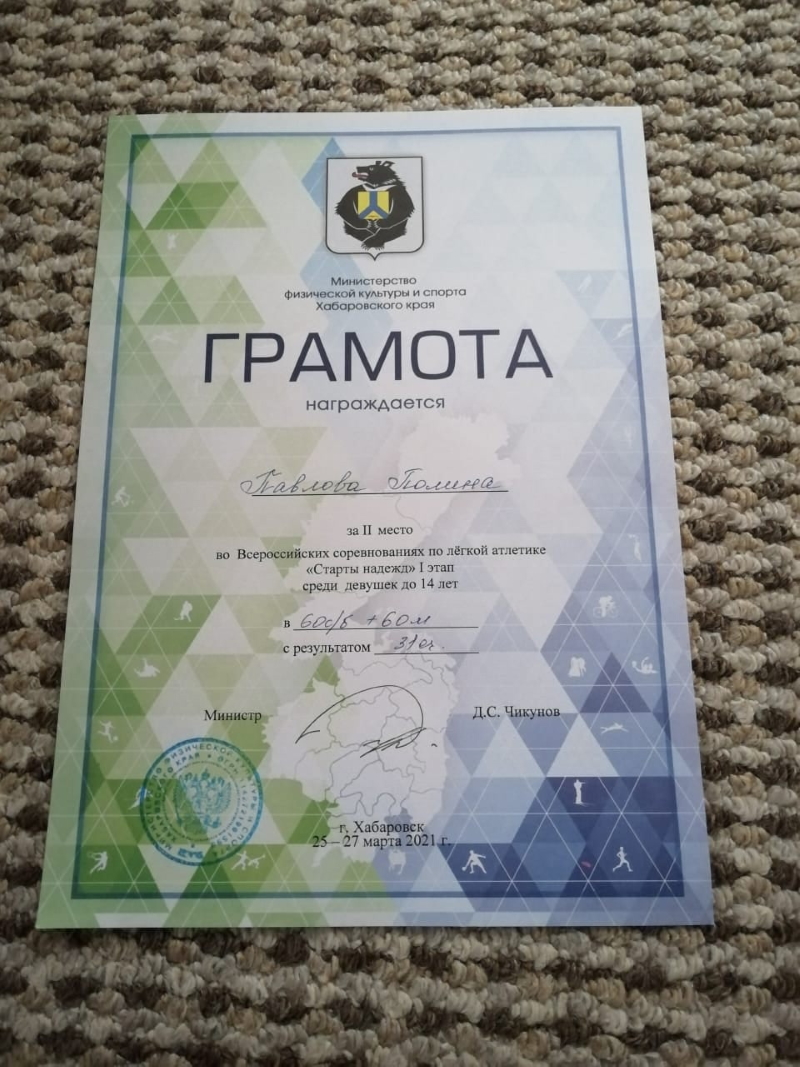 Министерство
физической культуры и спорта
Хабаровского края
ГРАМОТА
награждается
Павлова Полина
за II место
во Всероссийских соревнованиях по лёгкой атлетике
«Старты надежд» I этап
среди девушек до 14 лет
в 60с/б + 60м
с результатом 31оч.
Министр Д.С. Чикунов
г. Хабаровск
25 – 27 марта 2021 г.